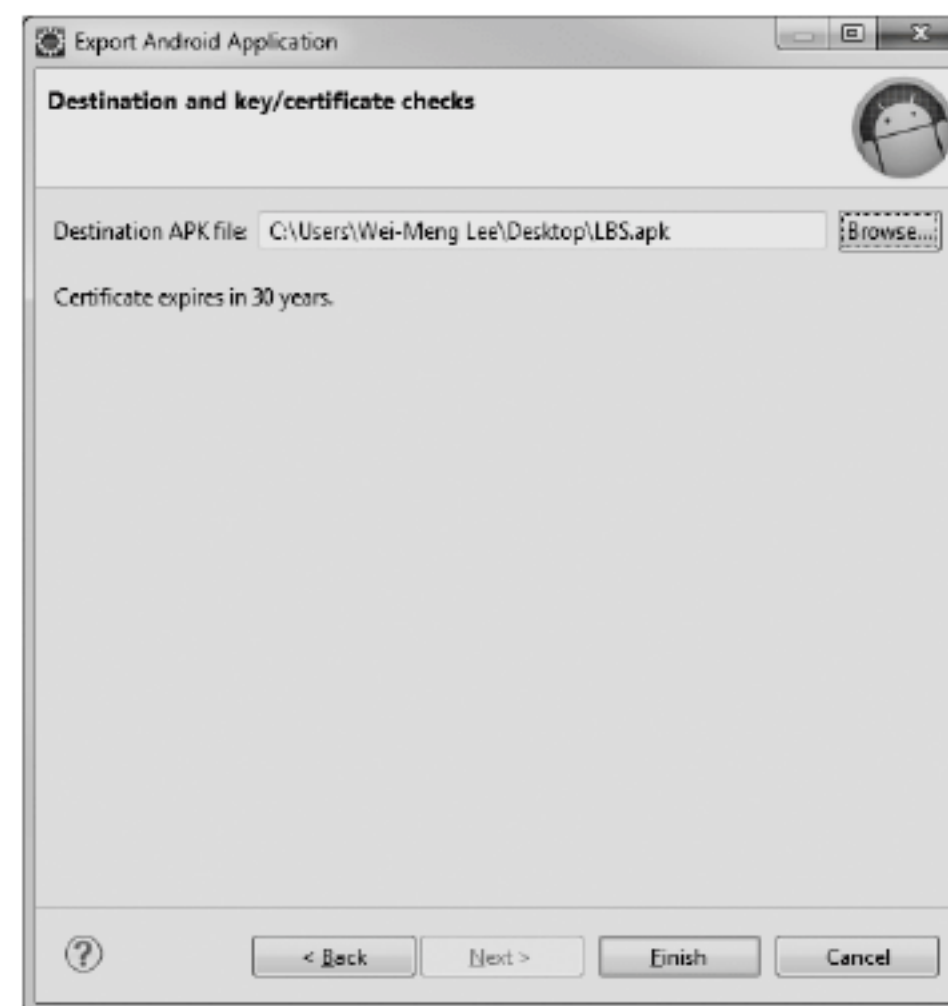 Export Android Application
Destination and key/certificate checks
Destination APK file: C:\Users\Wei-Meng Lee\Desktop\LBS.apk Browse...
Certificate expires in 30 years.
? < Back Next > Finish Cancel